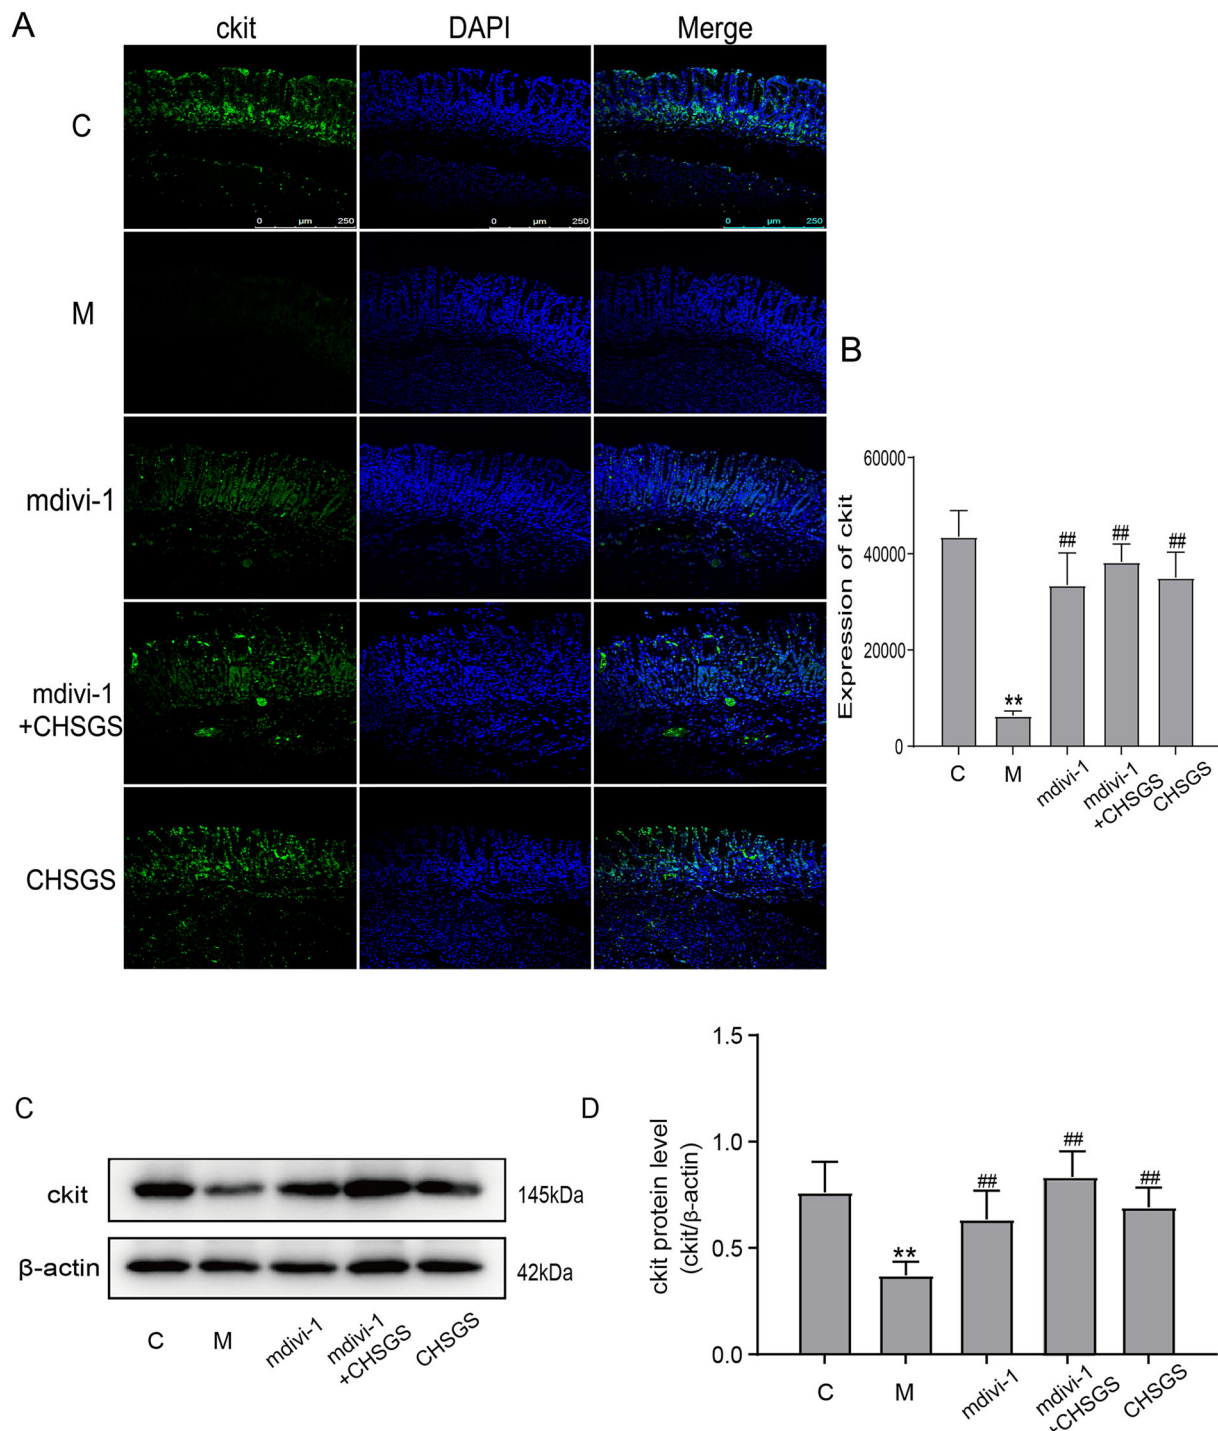 A
ckit DAPI Merge
C
0 µm 250 0 µm 250 0 µm 250
M
mdivi-1
mdivi-1
+CHSGS
CHSGS
B
Expression of ckit
60000
40000
20000
0
** ## ## ##
C M mdivi-1 mdivi-1 +CHSGS CHSGS
C
ckit 145kDa
β-actin 42kDa
C M mdivi-1 mdivi-1 +CHSGS CHSGS
D
ckit protein level
(ckit/β-actin)
1.5
1.0
0.5
0.0
** ## ## ##
C M mdivi-1 mdivi-1 +CHSGS CHSGS